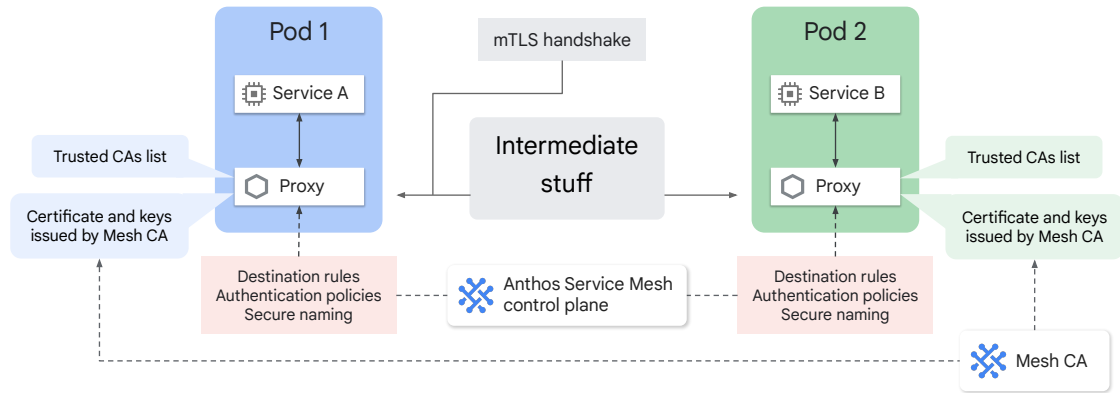 Pod 1
mTLS handshake
Pod 2
Service A
Service B
Intermediate
stuff
Trusted CAs list
Proxy
Proxy
Trusted CAs list
Certificate and keys
issued by Mesh CA
Certificate and keys
issued by Mesh CA
Destination rules
Authentication policies
Secure naming
Anthos Service Mesh
control plane
Destination rules
Authentication policies
Secure naming
Mesh CA